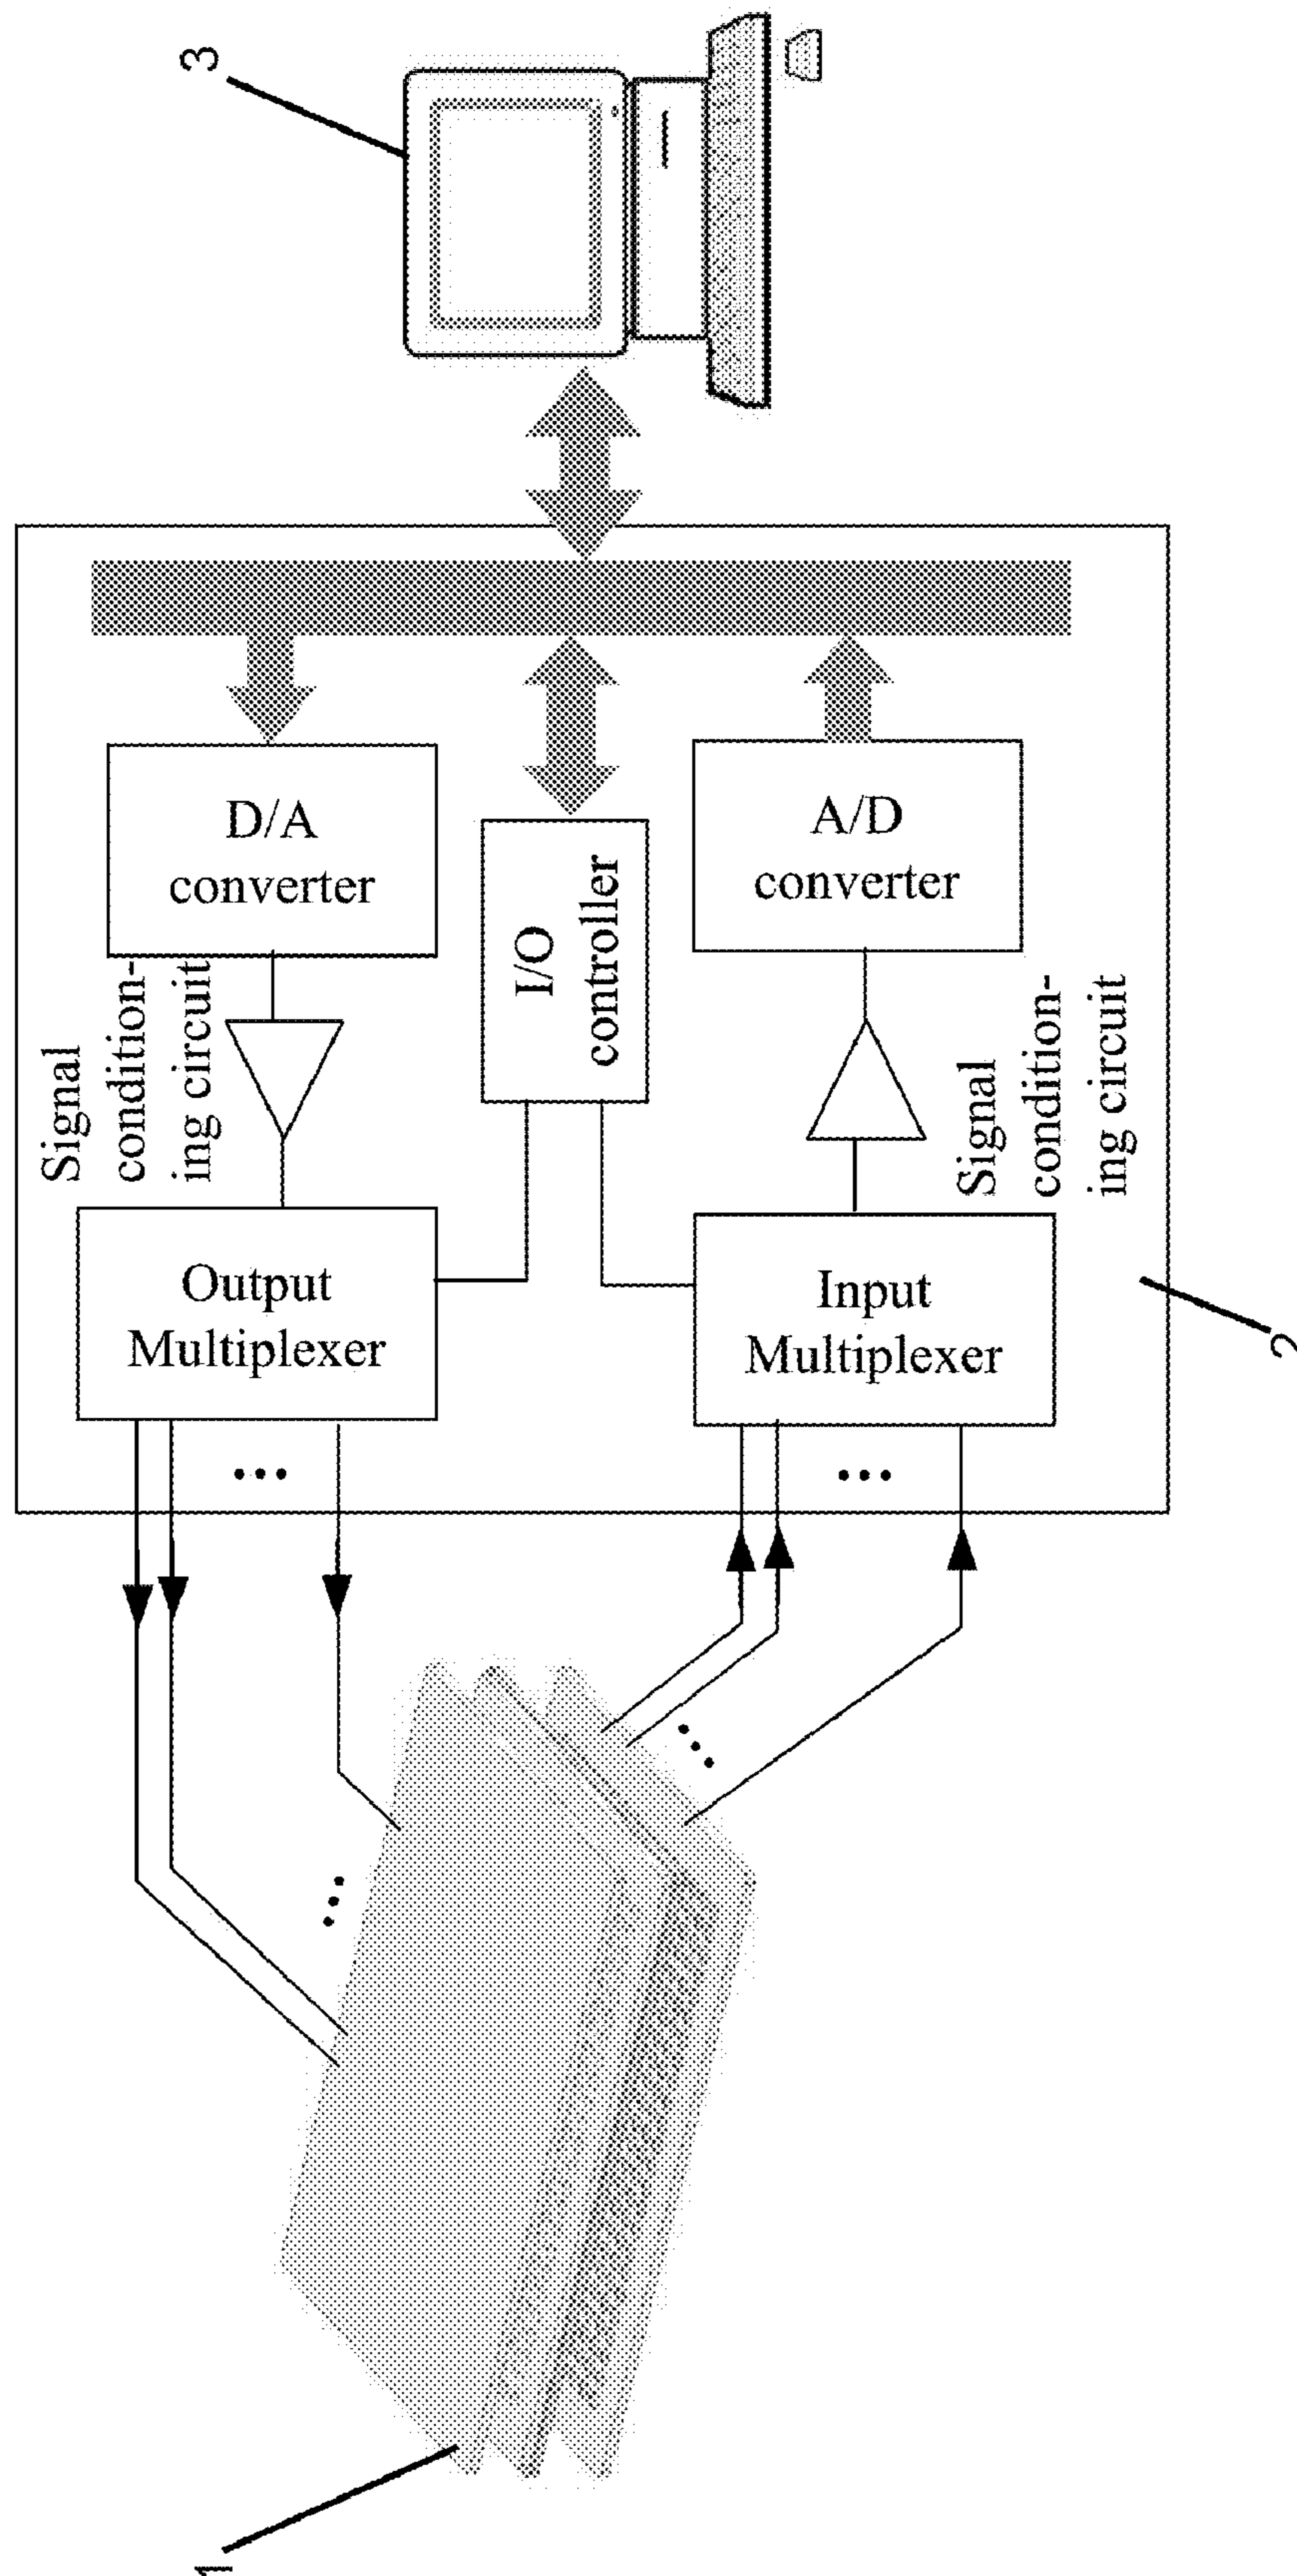 3
D/A
converter
I/O
controller
A/D
converter
Signal
condition-
ing circuit
Signal
condition-
ing circuit
Output
Multiplexer
Input
Multiplexer
2
1